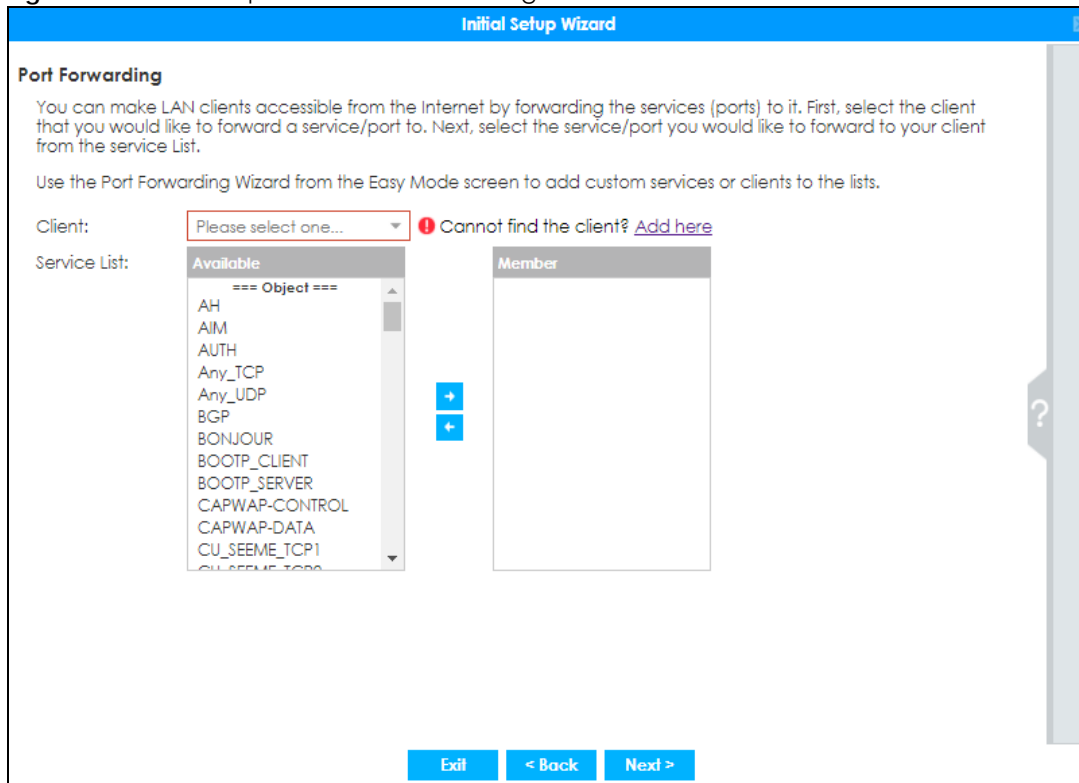 Initial Setup Wizard
Port Forwarding
You can make LAN clients accessible from the Internet by forwarding the services (ports) to it. First, select the client
that you would like to forward a service/port to. Next, select the service/port you would like to forward to your client
from the service List.
Use the Port Forwarding Wizard from the Easy Mode screen to add custom services or clients to the lists.
Client:
Please select one...
Cannot find the client? Add here
Service List:
Available
Member
=== Object ===
AH
AIM
AUTH
Any_TCP
Any_UDP
BGP
BONJOUR
BOOTP_CLIENT
BOOTP_SERVER
CAPWAP-CONTROL
CAPWAP-DATA
CU_SEEME_TCP1
?
Exit
< Back
Next >